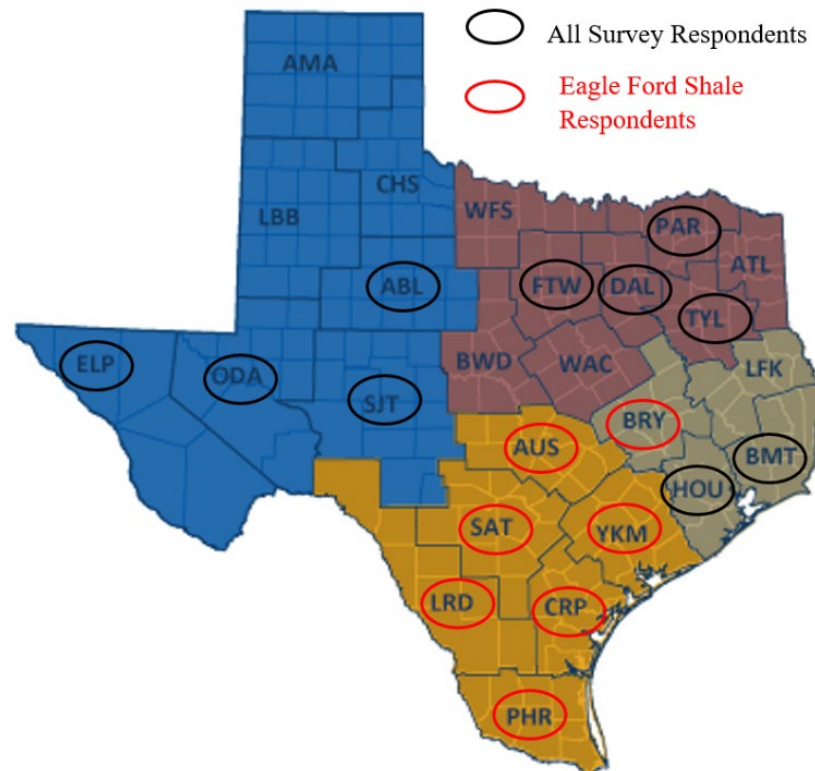 All Survey Respondents
Eagle Ford Shale
Respondents
AMA
CHS
LBB
WFS
PAR
ATL
ABL
FTW
DAL
TYL
ELP
ODA
SJT
BWD
WAC
LFK
BRY
AUS
BMT
HOU
SAT
YKM
LRD
CRP
PHR